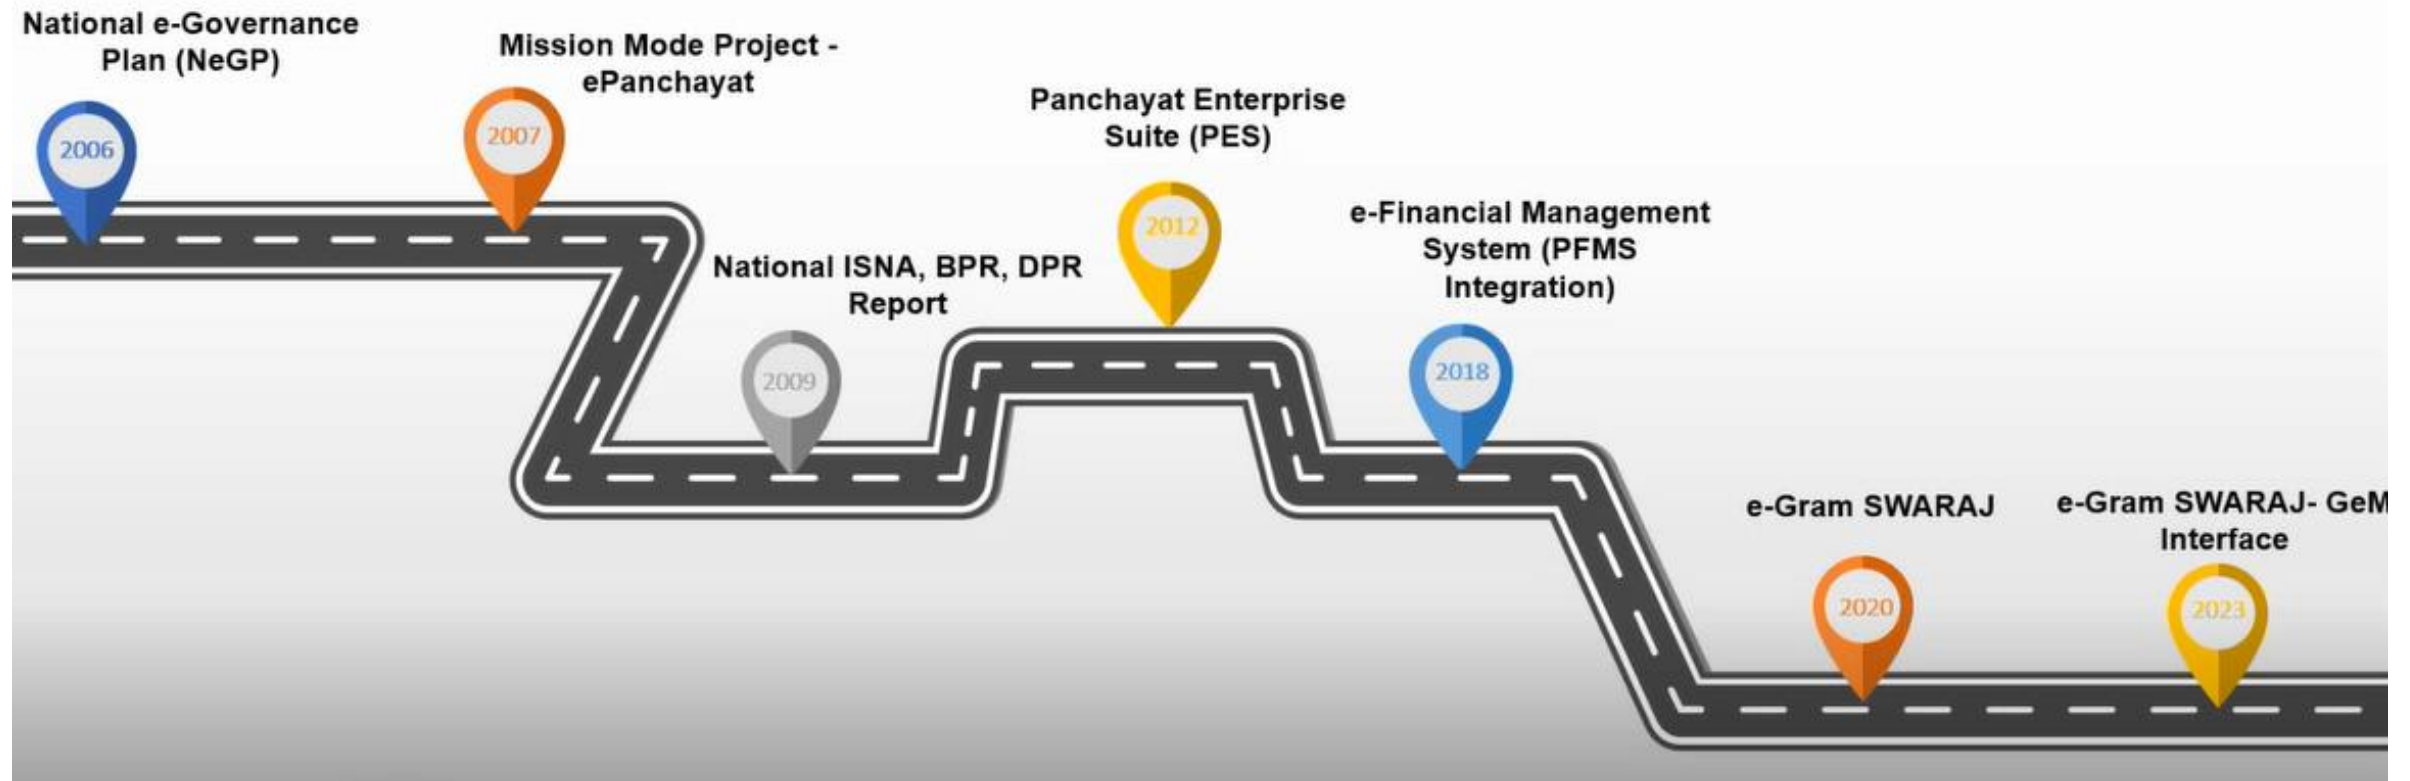 National e-Governance
Plan (NeGP)
2006
Mission Mode Project -
ePanchayat
2007
National ISNA, BPR, DPR
Report
2009
Panchayat Enterprise
Suite (PES)
2012
e-Financial Management
System (PFMS
Integration)
2018
e-Gram SWARAJ
2020
e-Gram SWARAJ- GeM
Interface
2023